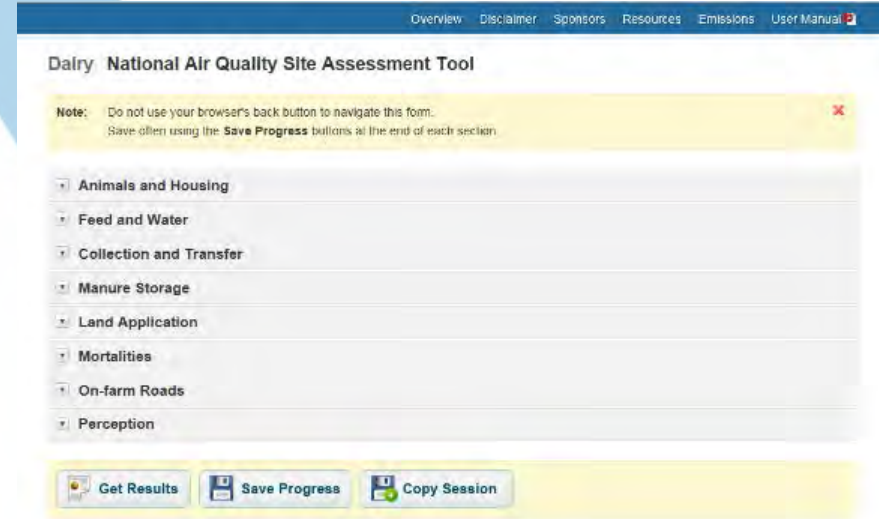 Overview Disclaimer Sponsors Resources Emissions User Manual
Dairy National Air Quality Site Assessment Tool
Note: Do not use your browser's back button to navigate this form.
Save often using the Save Progress buttons at the end of each section
Animals and Housing
Feed and Water
Collection and Transfer
Manure Storage
Land Application
Mortalities
On-farm Roads
Perception
Get Results Save Progress Copy Session